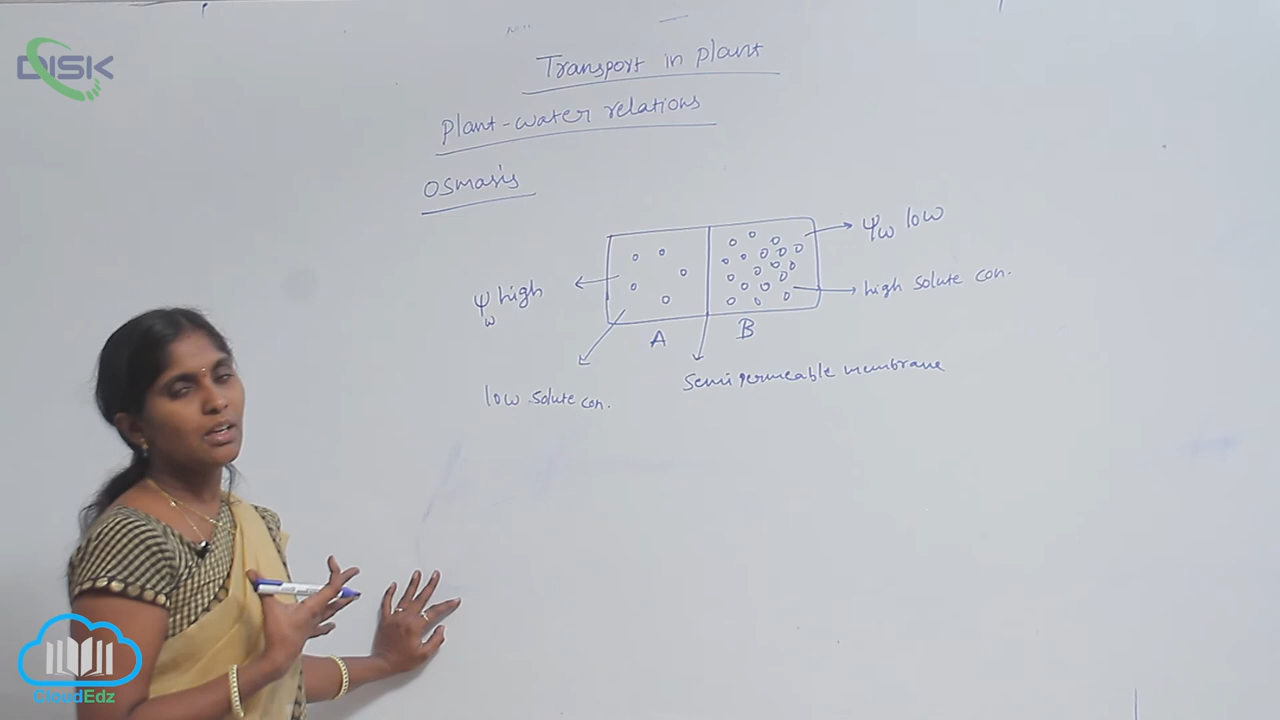 DISK
Transport in plant
Plant-water relations
Osmosis
Ψw low
Ψw high
high solute con.
A
B
Semi permeable membrane
low solute con.
CloudEdz